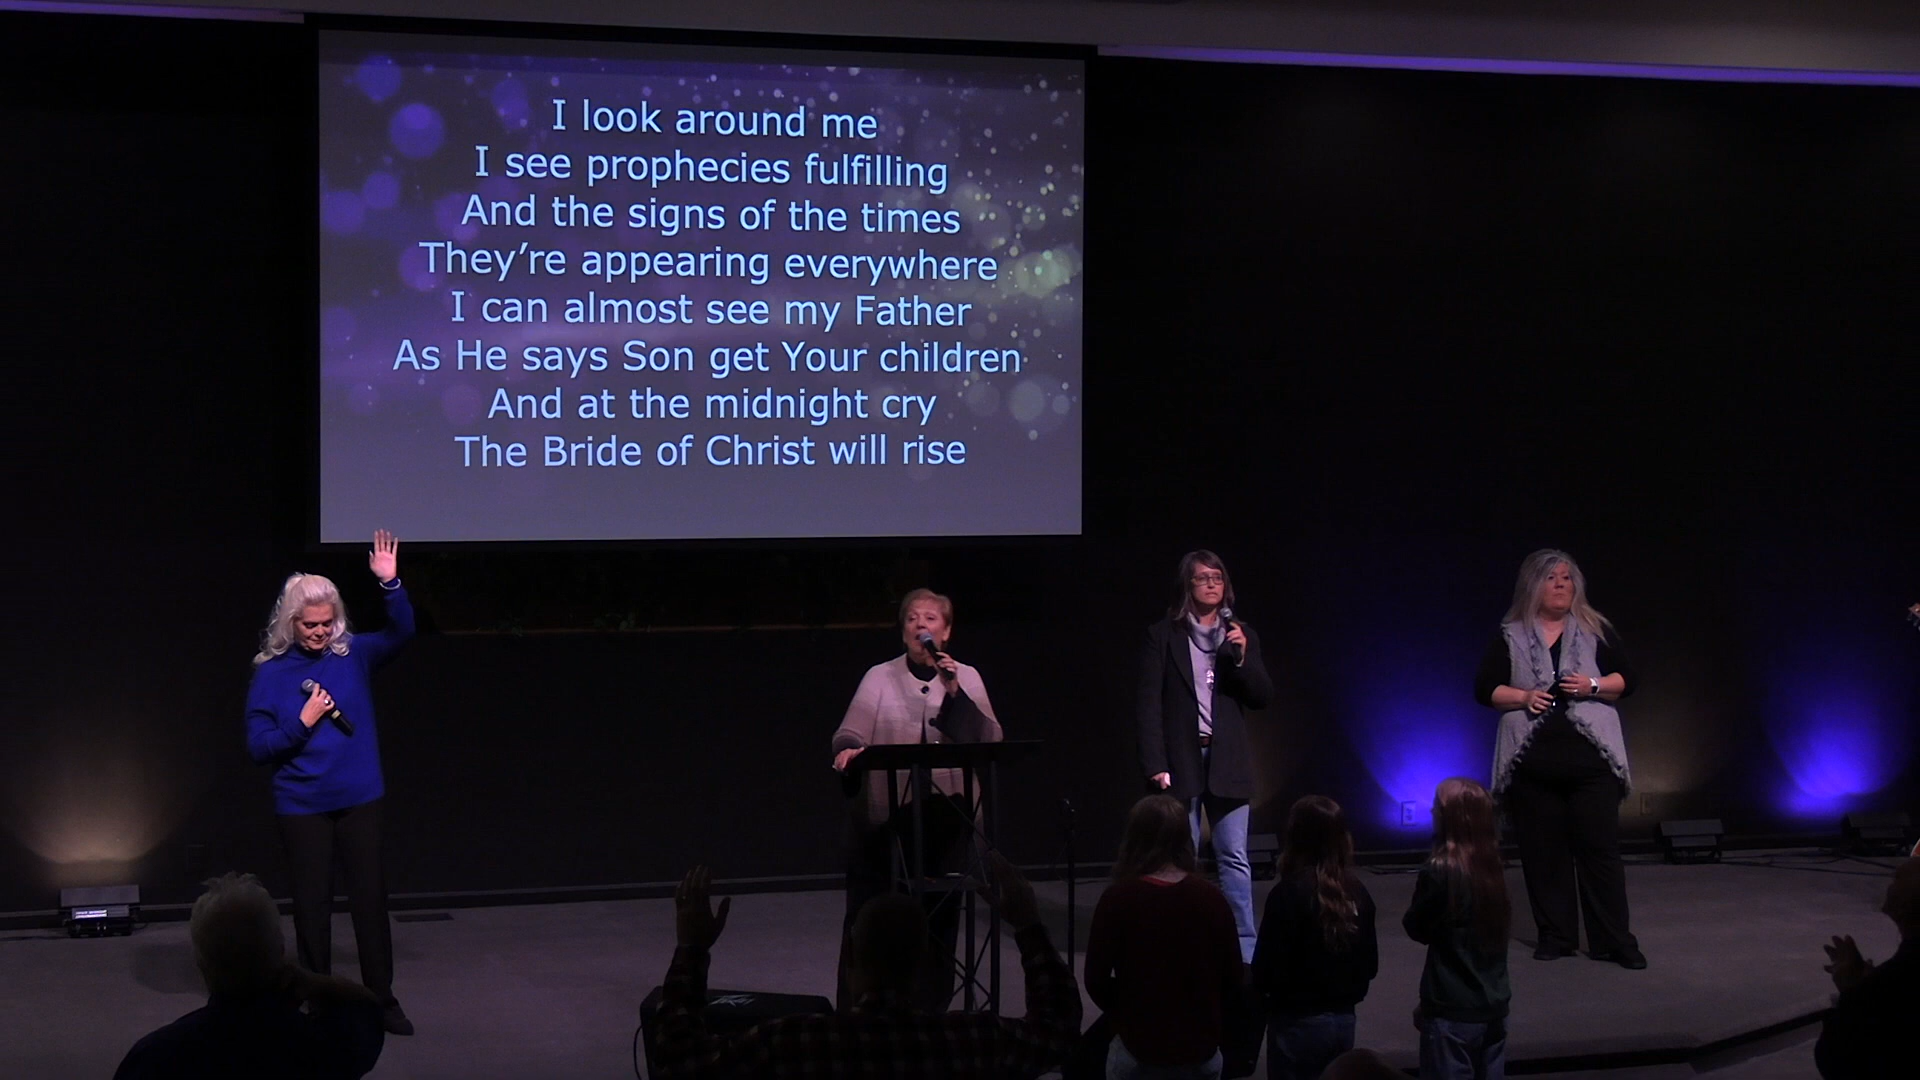 I look around me
I see prophecies fulfilling
And the signs of the times
They're appearing everywhere
I can almost see my Father
As He says Son get Your children
And at the midnight cry
The Bride of Christ will rise